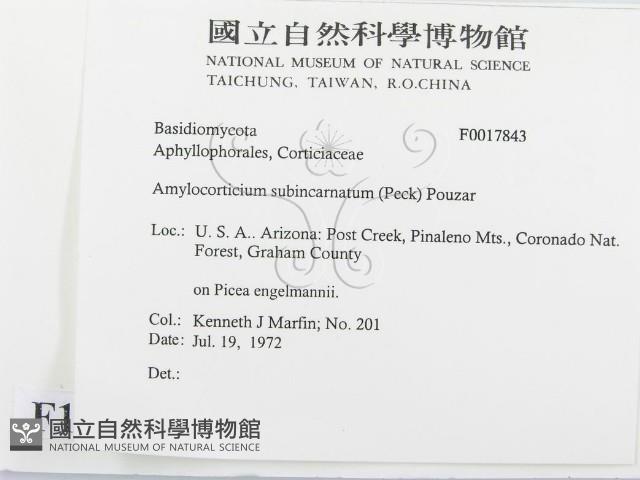 國立自然科學博物館
NATIONAL MUSEUM OF NATURAL SCIENCE
TAICHUNG, TAIWAN, R.O.CHINA
Basidiomycota F0017843
Aphyllophorales, Corticiaceae
Amylocorticium subincarnatum (Peck) Pouzar
Loc.: U. S. A.. Arizona: Post Creek, Pinaleno Mts., Coronado Nat.
Forest, Graham County
on Picea engelmannii.
Col.: Kenneth J Marfin; No. 201
Date: Jul. 19, 1972
Det.:
國立自然科學博物館
NATIONAL MUSEUM OF NATURAL SCIENCE